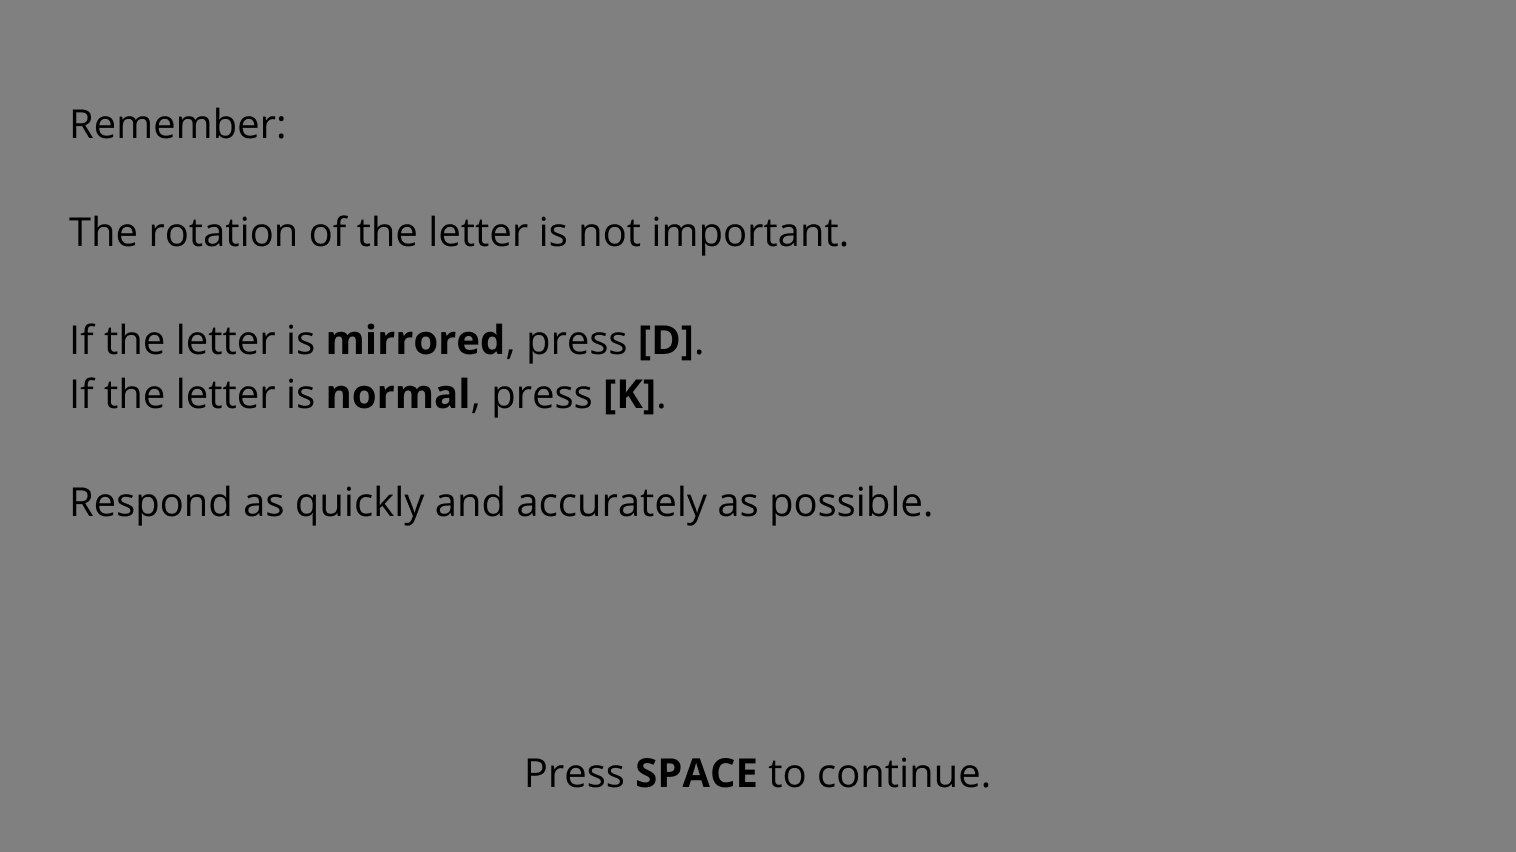 Remember:
The rotation of the letter is not important.
If the letter is mirrored, press [D].
If the letter is normal, press [K].
Respond as quickly and accurately as possible.
Press SPACE to continue.